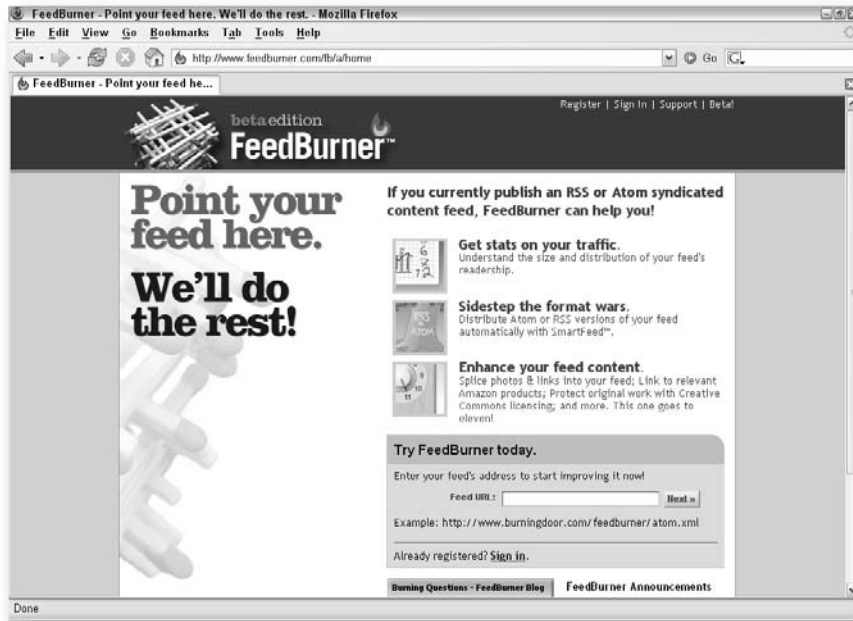 FeedBurner - Point your feed here. We'll do the rest. - Mozilla Firefox
File Edit View Go Bookmarks Tab Tools Help
http://www.feedburner.com/fb/a/home
Go
G
FeedBurner - Point your feed he...
Register | Sign In | Support | Beta!
beta edition
FeedBurner™
Point your
feed here.
We'll do
the rest!
If you currently publish an RSS or Atom syndicated
content feed, FeedBurner can help you!
Get stats on your traffic.
Understand the size and distribution of your feed's
readership.
RSS
ATOM
Sidestep the format wars.
Distribute Atom or RSS versions of your feed
automatically with SmartFeed™.
10
11
Enhance your feed content.
Splice photos & links into your feed; Link to relevant
Amazon products; Protect original work with Creative
Commons licensing; and more. This one goes to
eleven!
Try FeedBurner today.
Enter your feed's address to start improving it now!
Feed URL:
Next »
Example: http://www.burningdoor.com/feedburner/atom.xml
Already registered? Sign in.
Burning Questions - FeedBurner Blog
FeedBurner Announcements
Done